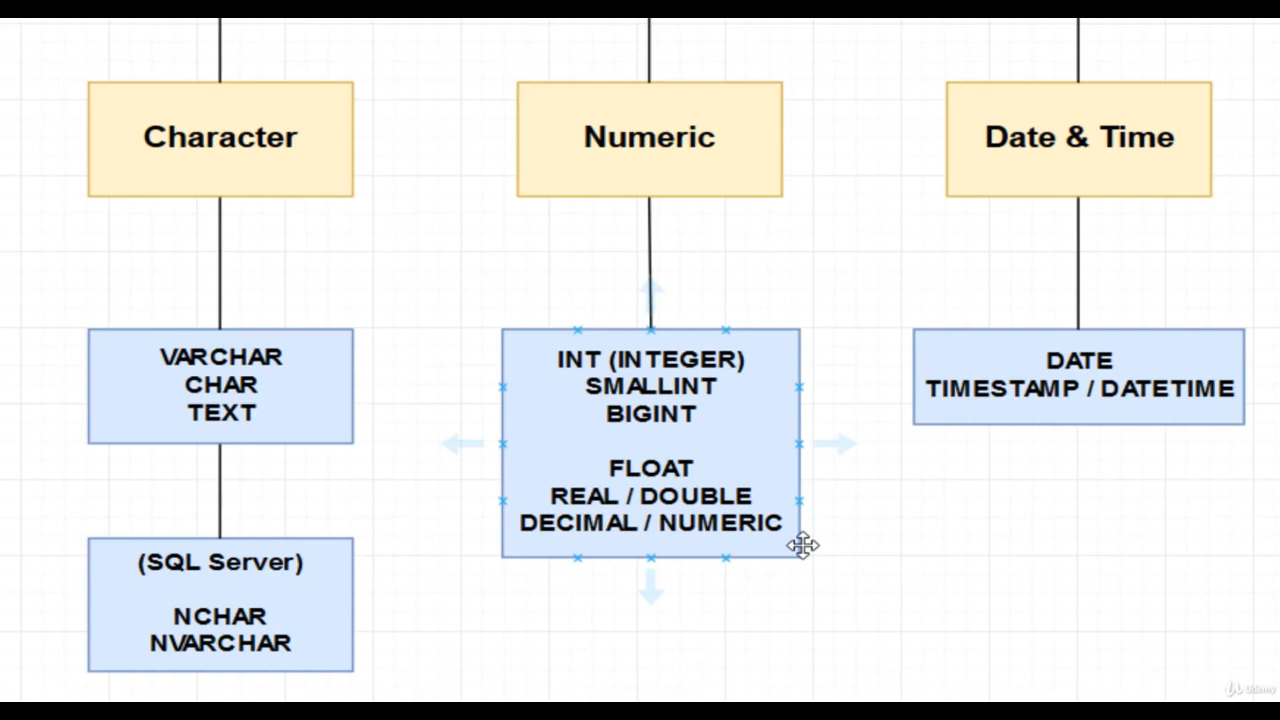 Character
Numeric
Date & Time
VARCHAR
CHAR
TEXT
INT (INTEGER)
SMALLINT
BIGINT
FLOAT
REAL / DOUBLE
DECIMAL / NUMERIC
DATE
TIMESTAMP / DATETIME
(SQL Server)
NCHAR
NVARCHAR
Udemy